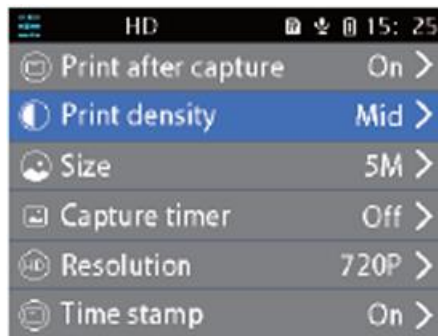 HD 15: 25
Print after capture On >
Print density Mid >
Size 5M >
Capture timer Off >
HD Resolution 720P >
Time stamp On >